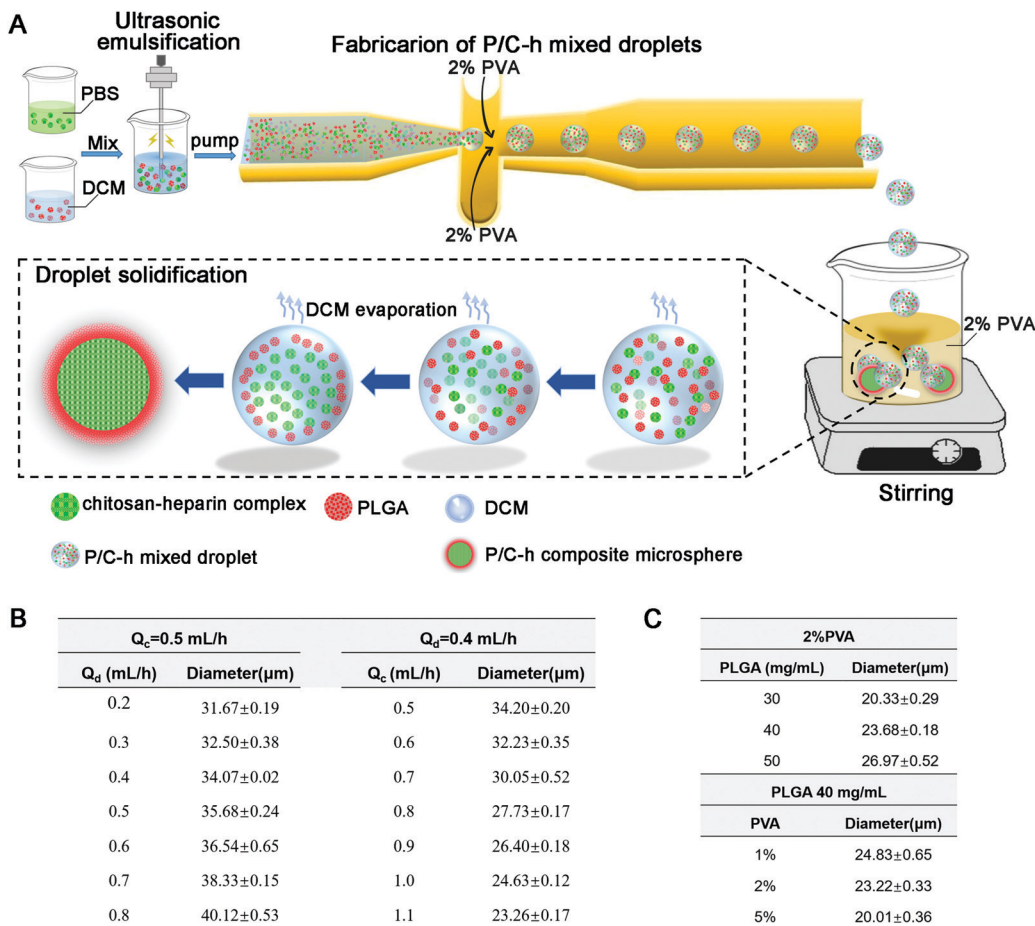 A
Ultrasonic
emulsification
Fabricarion of P/C-h mixed droplets
2% PVA
PBS
Mix
pump
DCM
2% PVA
Droplet solidification
DCM evaporation
2% PVA
Stirring
chitosan-heparin complex PLGA DCM
P/C-h mixed droplet P/C-h composite microsphere
B
Qc=0.5 mL/h Qd=0.4 mL/h
Qd (mL/h) Diameter(µm) Qc (mL/h) Diameter(µm)
0.2 31.67±0.19 0.5 34.20±0.20
0.3 32.50±0.38 0.6 32.23±0.35
0.4 34.07±0.02 0.7 30.05±0.52
0.5 35.68±0.24 0.8 27.73±0.17
0.6 36.54±0.65 0.9 26.40±0.18
0.7 38.33±0.15 1.0 24.63±0.12
0.8 40.12±0.53 1.1 23.26±0.17
C
2%PVA
PLGA (mg/mL) Diameter(µm)
30 20.33±0.29
40 23.68±0.18
50 26.97±0.52
PLGA 40 mg/mL
PVA Diameter(µm)
1% 24.83±0.65
2% 23.22±0.33
5% 20.01±0.36